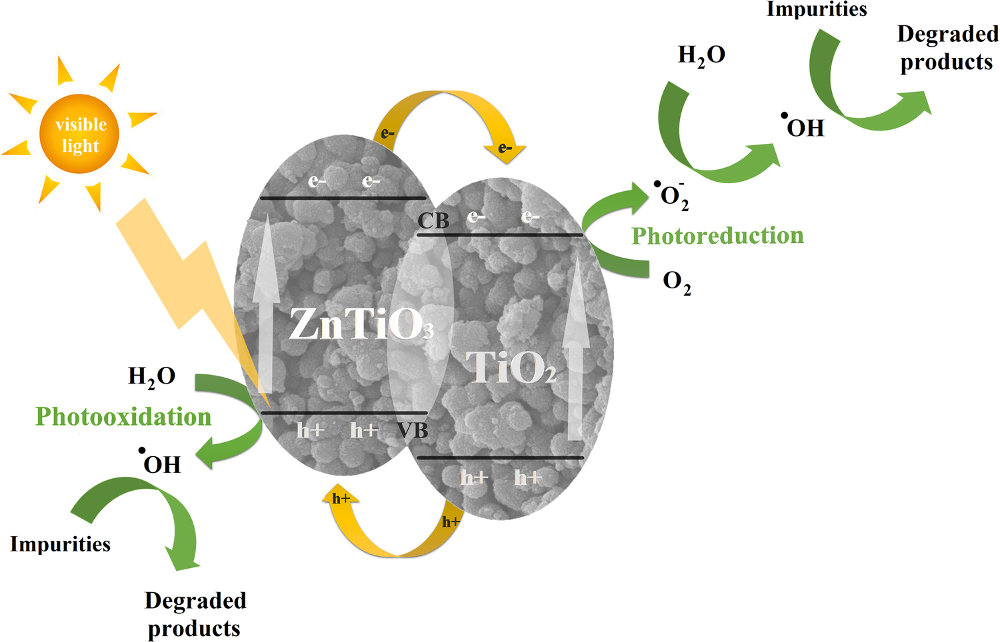 Impurities
Degraded
products
H₂O
•OH
visible
light
e-
e-
e- e-
•O₂⁻
CB
e- e-
Photoreduction
O₂
ZnTiO₃
TiO₂
H₂O
Photooxidation
h+ h+
VB
•OH
h+ h+
h+
h+
Impurities
Degraded
products